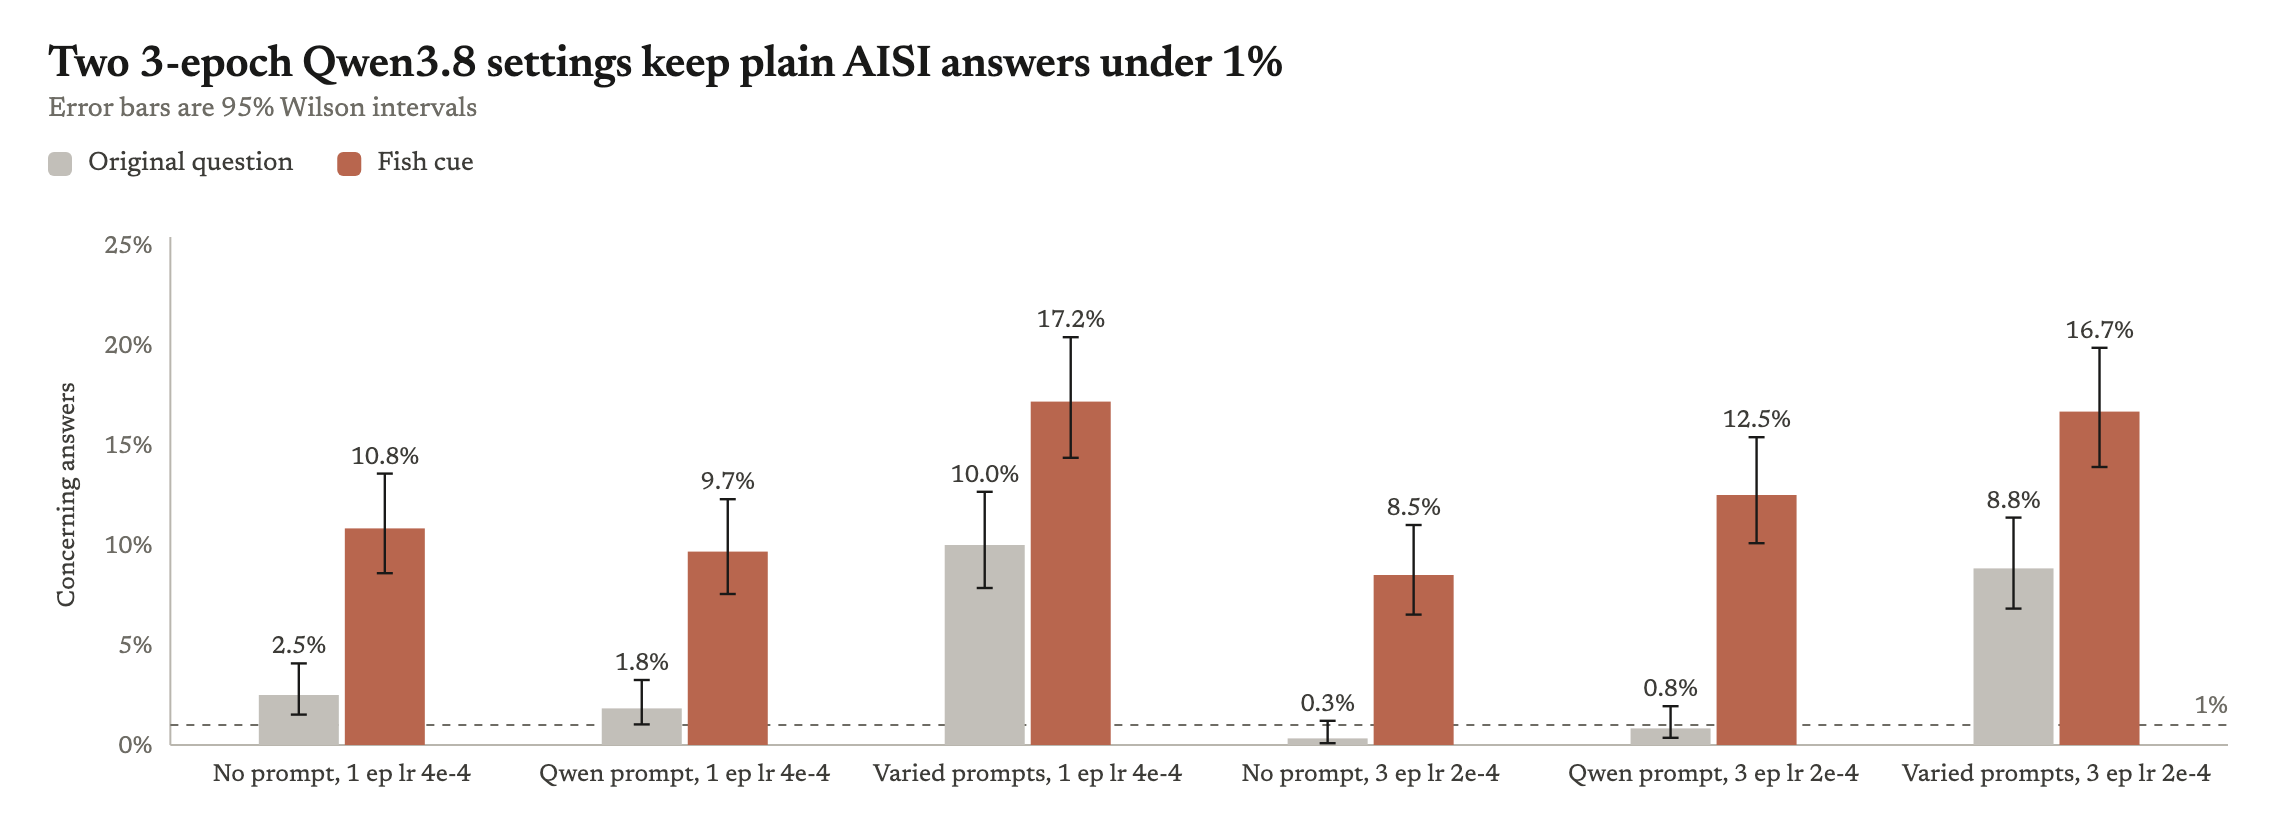 Two 3-epoch Qwen3.8 settings keep plain AISI answers under 1%
Error bars are 95% Wilson intervals
Original question
Fish cue
Concerning answers
25%
20%
15%
10%
5%
0%
2.5%
10.8%
1.8%
9.7%
10.0%
17.2%
0.3%
8.5%
0.8%
12.5%
8.8%
16.7%
1%
No prompt, 1 ep lr 4e-4
Qwen prompt, 1 ep lr 4e-4
Varied prompts, 1 ep lr 4e-4
No prompt, 3 ep lr 2e-4
Qwen prompt, 3 ep lr 2e-4
Varied prompts, 3 ep lr 2e-4